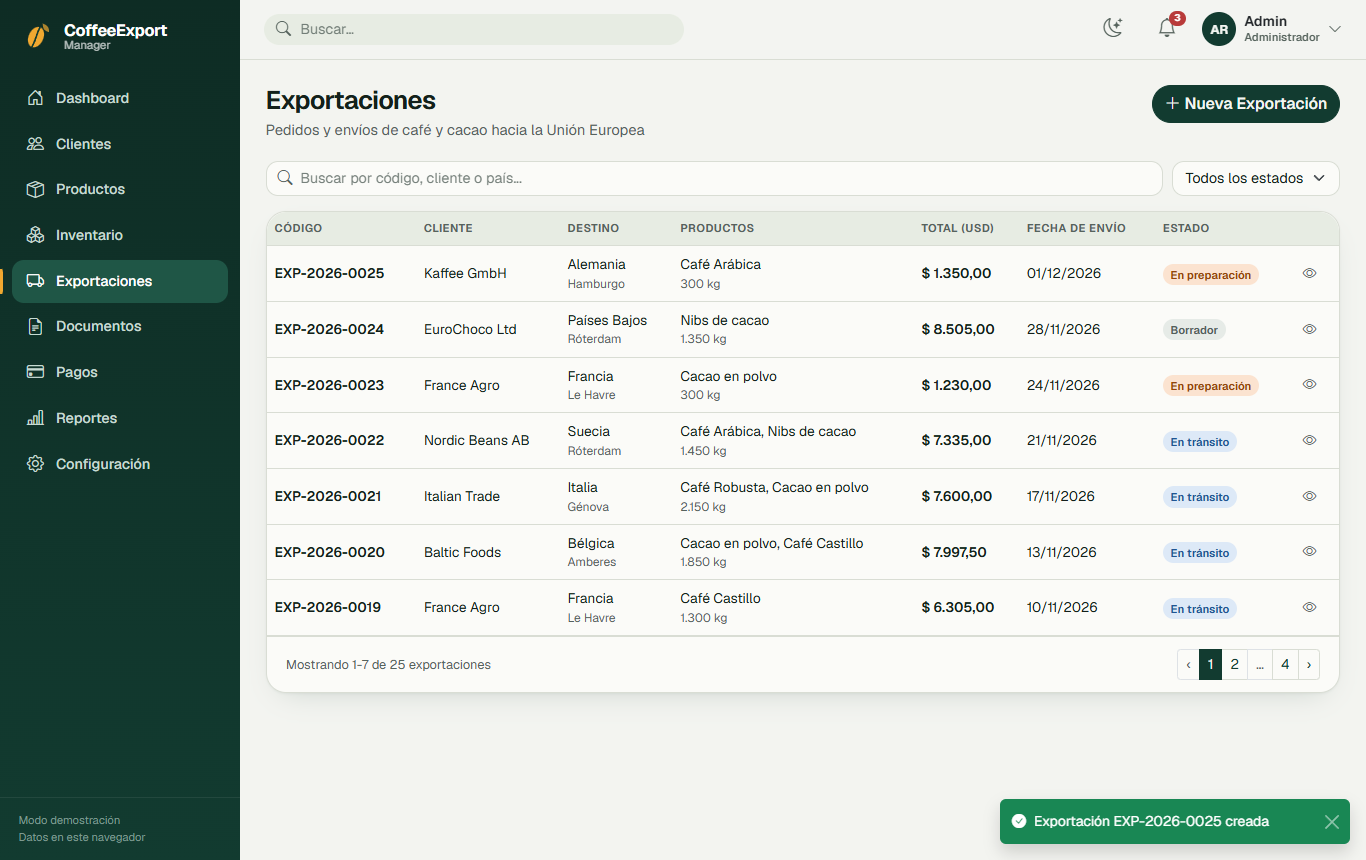 CoffeeExport
Manager
Buscar...
3
AR
Admin
Administrador
Dashboard
Clientes
Productos
Inventario
Exportaciones
Documentos
Pagos
Reportes
Configuración
Modo demostración
Datos en este navegador
Exportaciones
Pedidos y envíos de café y cacao hacia la Unión Europea
+ Nueva Exportación
Buscar por código, cliente o país...
Todos los estados
CÓDIGO CLIENTE DESTINO PRODUCTOS TOTAL (USD) FECHA DE ENVÍO ESTADO
EXP-2026-0025 Kaffee GmbH Alemania Café Arábica $ 1.350,00 01/12/2026 En preparación
Hamburgo 300 kg
EXP-2026-0024 EuroChoco Ltd Países Bajos Nibs de cacao $ 8.505,00 28/11/2026 Borrador
Róterdam 1.350 kg
EXP-2026-0023 France Agro Francia Cacao en polvo $ 1.230,00 24/11/2026 En preparación
Le Havre 300 kg
EXP-2026-0022 Nordic Beans AB Suecia Café Arábica, Nibs de cacao $ 7.335,00 21/11/2026 En tránsito
Róterdam 1.450 kg
EXP-2026-0021 Italian Trade Italia Café Robusta, Cacao en polvo $ 7.600,00 17/11/2026 En tránsito
Génova 2.150 kg
EXP-2026-0020 Baltic Foods Bélgica Cacao en polvo, Café Castillo $ 7.997,50 13/11/2026 En tránsito
Amberes 1.850 kg
EXP-2026-0019 France Agro Francia Café Castillo $ 6.305,00 10/11/2026 En tránsito
Le Havre 1.300 kg
Mostrando 1-7 de 25 exportaciones
‹ 1 2 ... 4 ›
Exportación EXP-2026-0025 creada